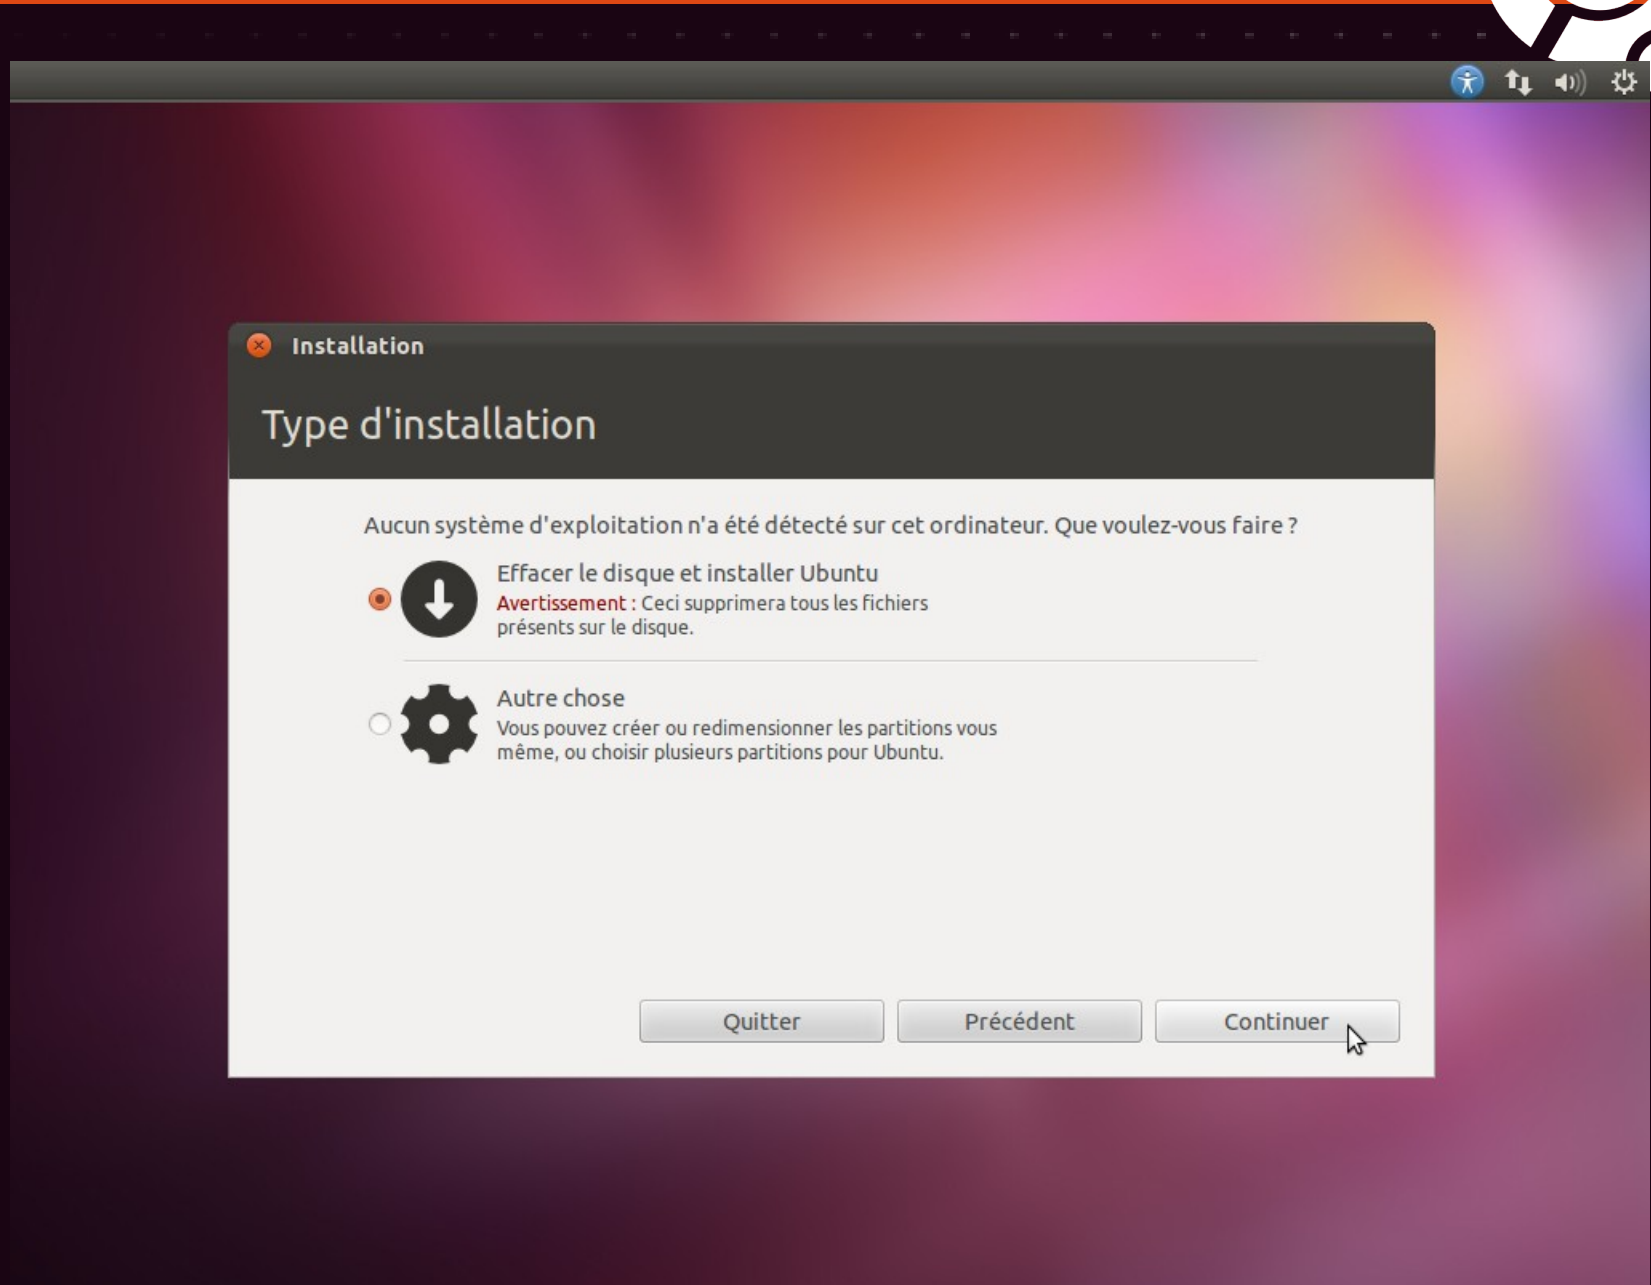 Installation
Type d'installation
Aucun système d'exploitation n'a été détecté sur cet ordinateur. Que voulez-vous faire ?
Effacer le disque et installer Ubuntu
Avertissement : Ceci supprimera tous les fichiers
présents sur le disque.
Autre chose
Vous pouvez créer ou redimensionner les partitions vous
même, ou choisir plusieurs partitions pour Ubuntu.
Quitter
Précédent
Continuer